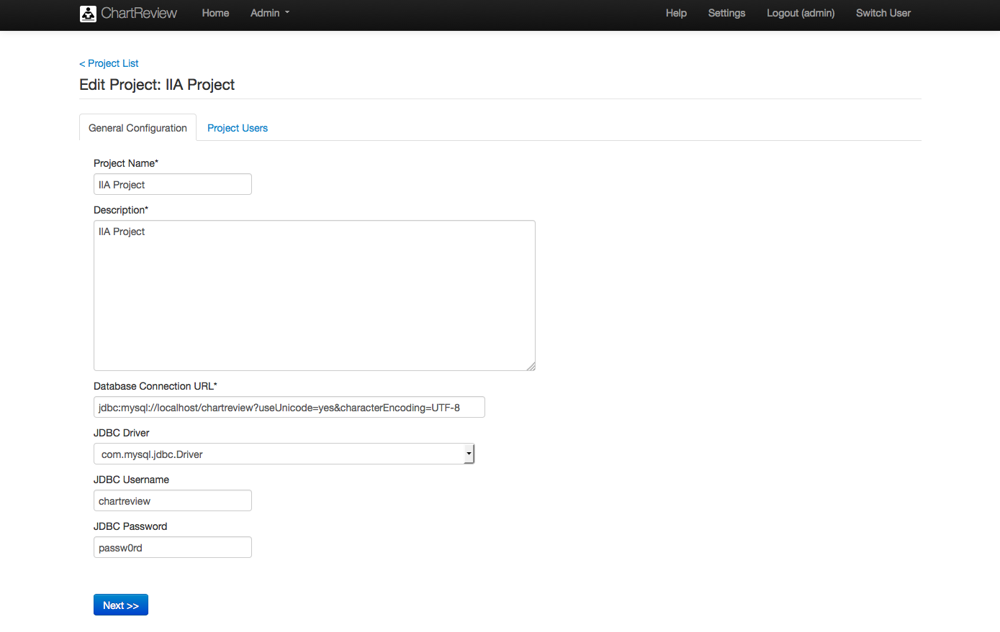 ChartReview Home Admin Help Settings Logout (admin) Switch User
< Project List
Edit Project: IIA Project
General Configuration Project Users
Project Name*
IIA Project
Description*
IIA Project
Database Connection URL*
jdbc:mysql://localhost/chartreview?useUnicode=yes&characterEncoding=UTF-8
JDBC Driver
com.mysql.jdbc.Driver
JDBC Username
chartreview
JDBC Password
passw0rd
Next >>